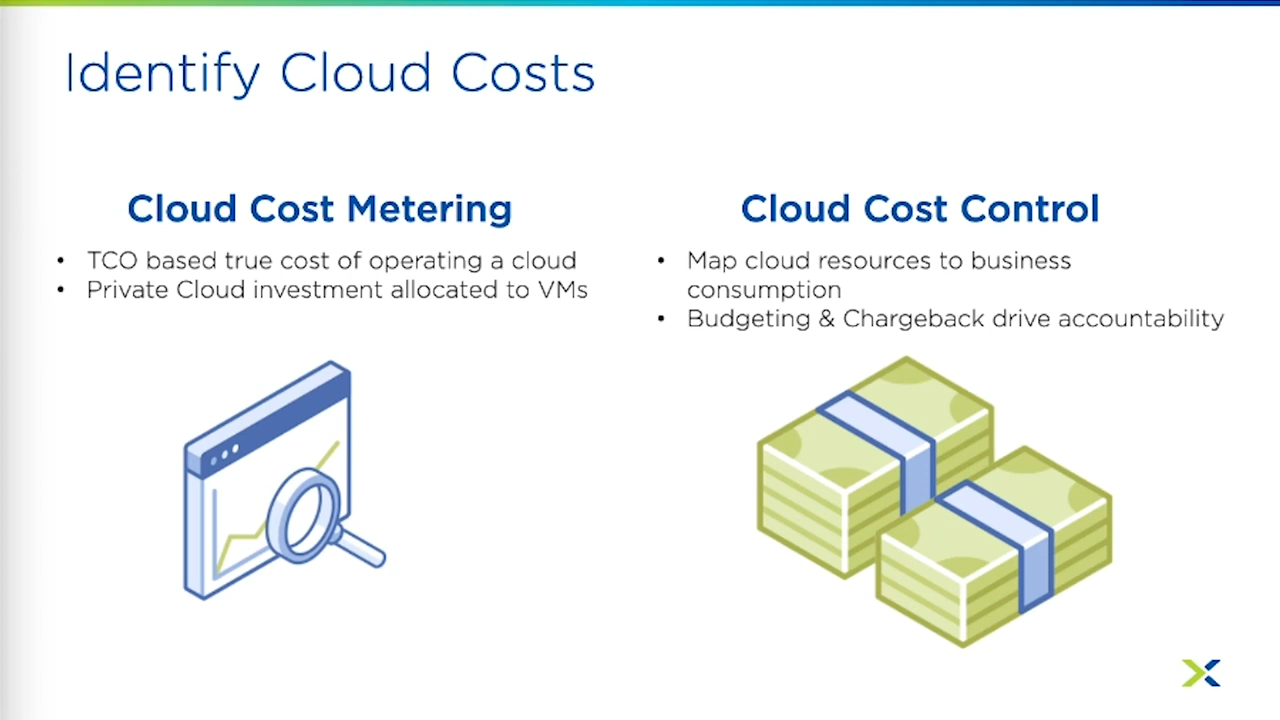 Identify Cloud Costs
Cloud Cost Metering
• TCO based true cost of operating a cloud
• Private Cloud investment allocated to VMs
Cloud Cost Control
• Map cloud resources to business
consumption
• Budgeting & Chargeback drive accountability